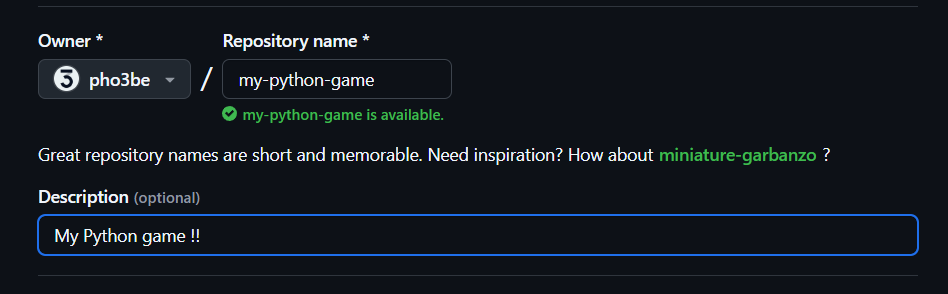 Owner * Repository name *
pho3be / my-python-game
my-python-game is available.
Great repository names are short and memorable. Need inspiration? How about miniature-garbanzo ?
Description (optional)
My Python game !!